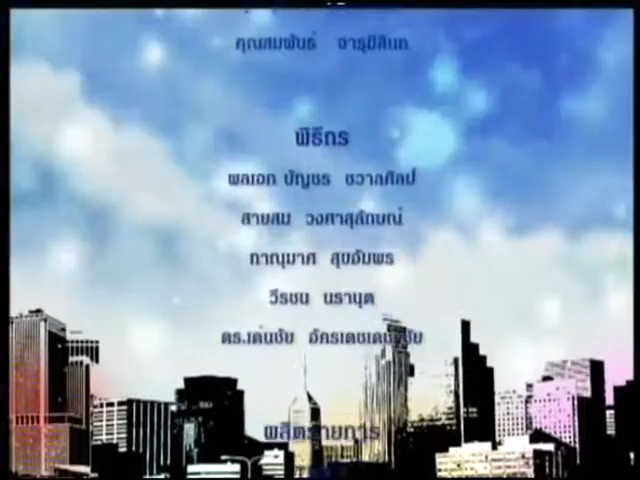 คุณสมพันธ์ จารุมิลินท
พิธีกร
พลเอก ปัญชร ชวาลศิลป์
สายสม วงศาสุลักษณ์
ภาณุมาศ สุขอัมพร
วีรชน นรานุต
ดร.เด่นชัย อัครเดชเดชาชัย
ผลิตรายการ